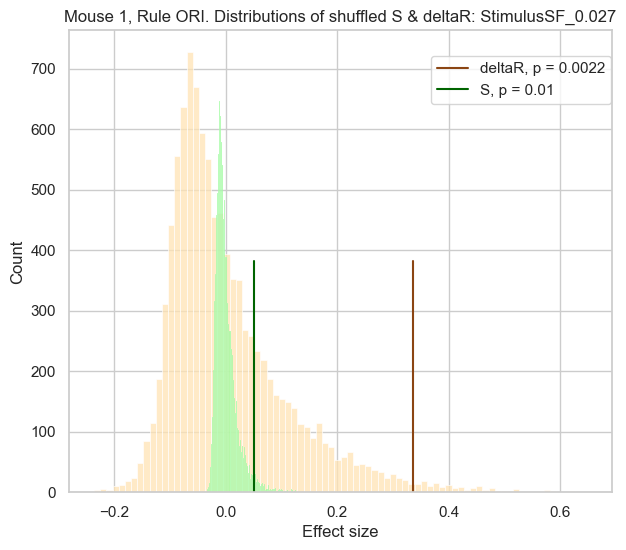 Mouse 1, Rule ORI. Distributions of shuffled S & deltaR: StimulusSF_0.027
deltaR, p = 0.0022
S, p = 0.01
Count
700
600
500
400
300
200
100
0
−0.2
0.0
0.2
0.4
0.6
Effect size